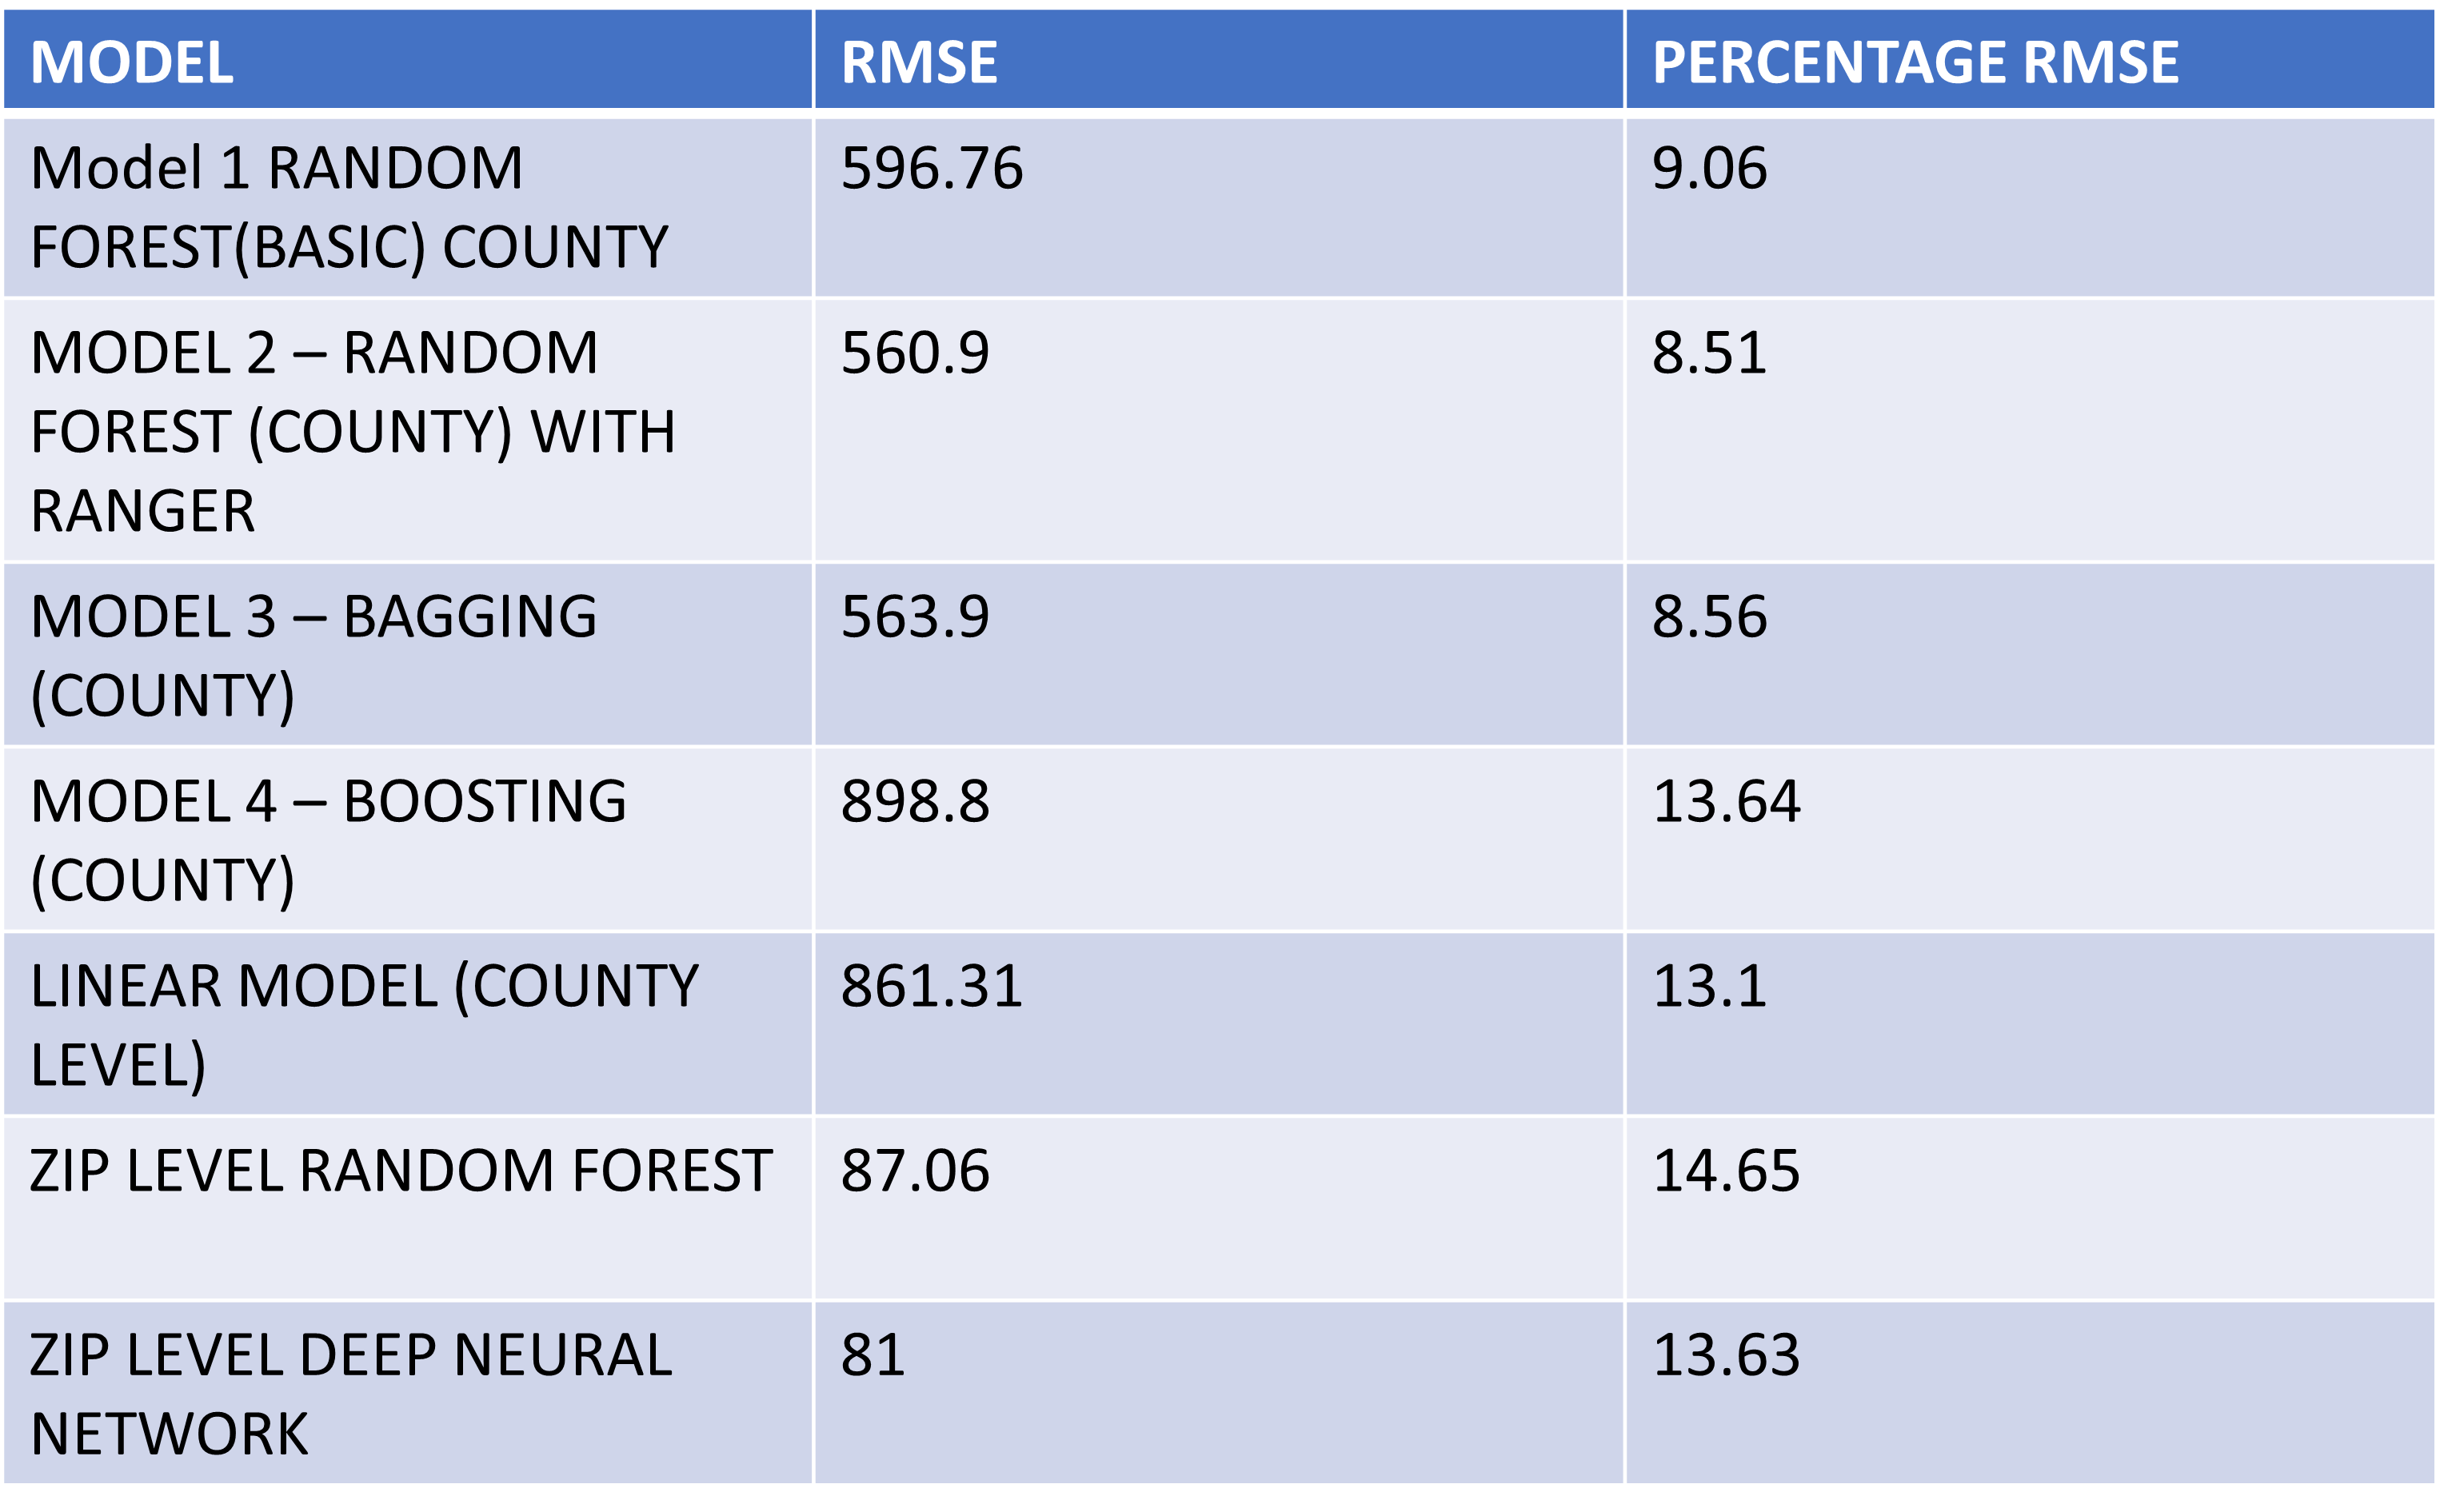 MODEL RMSE PERCENTAGE RMSE
Model 1 RANDOM 596.76 9.06
FOREST(BASIC) COUNTY
MODEL 2 – RANDOM 560.9 8.51
FOREST (COUNTY) WITH
RANGER
MODEL 3 – BAGGING 563.9 8.56
(COUNTY)
MODEL 4 – BOOSTING 898.8 13.64
(COUNTY)
LINEAR MODEL (COUNTY 861.31 13.1
LEVEL)
ZIP LEVEL RANDOM FOREST 87.06 14.65
ZIP LEVEL DEEP NEURAL 81 13.63
NETWORK